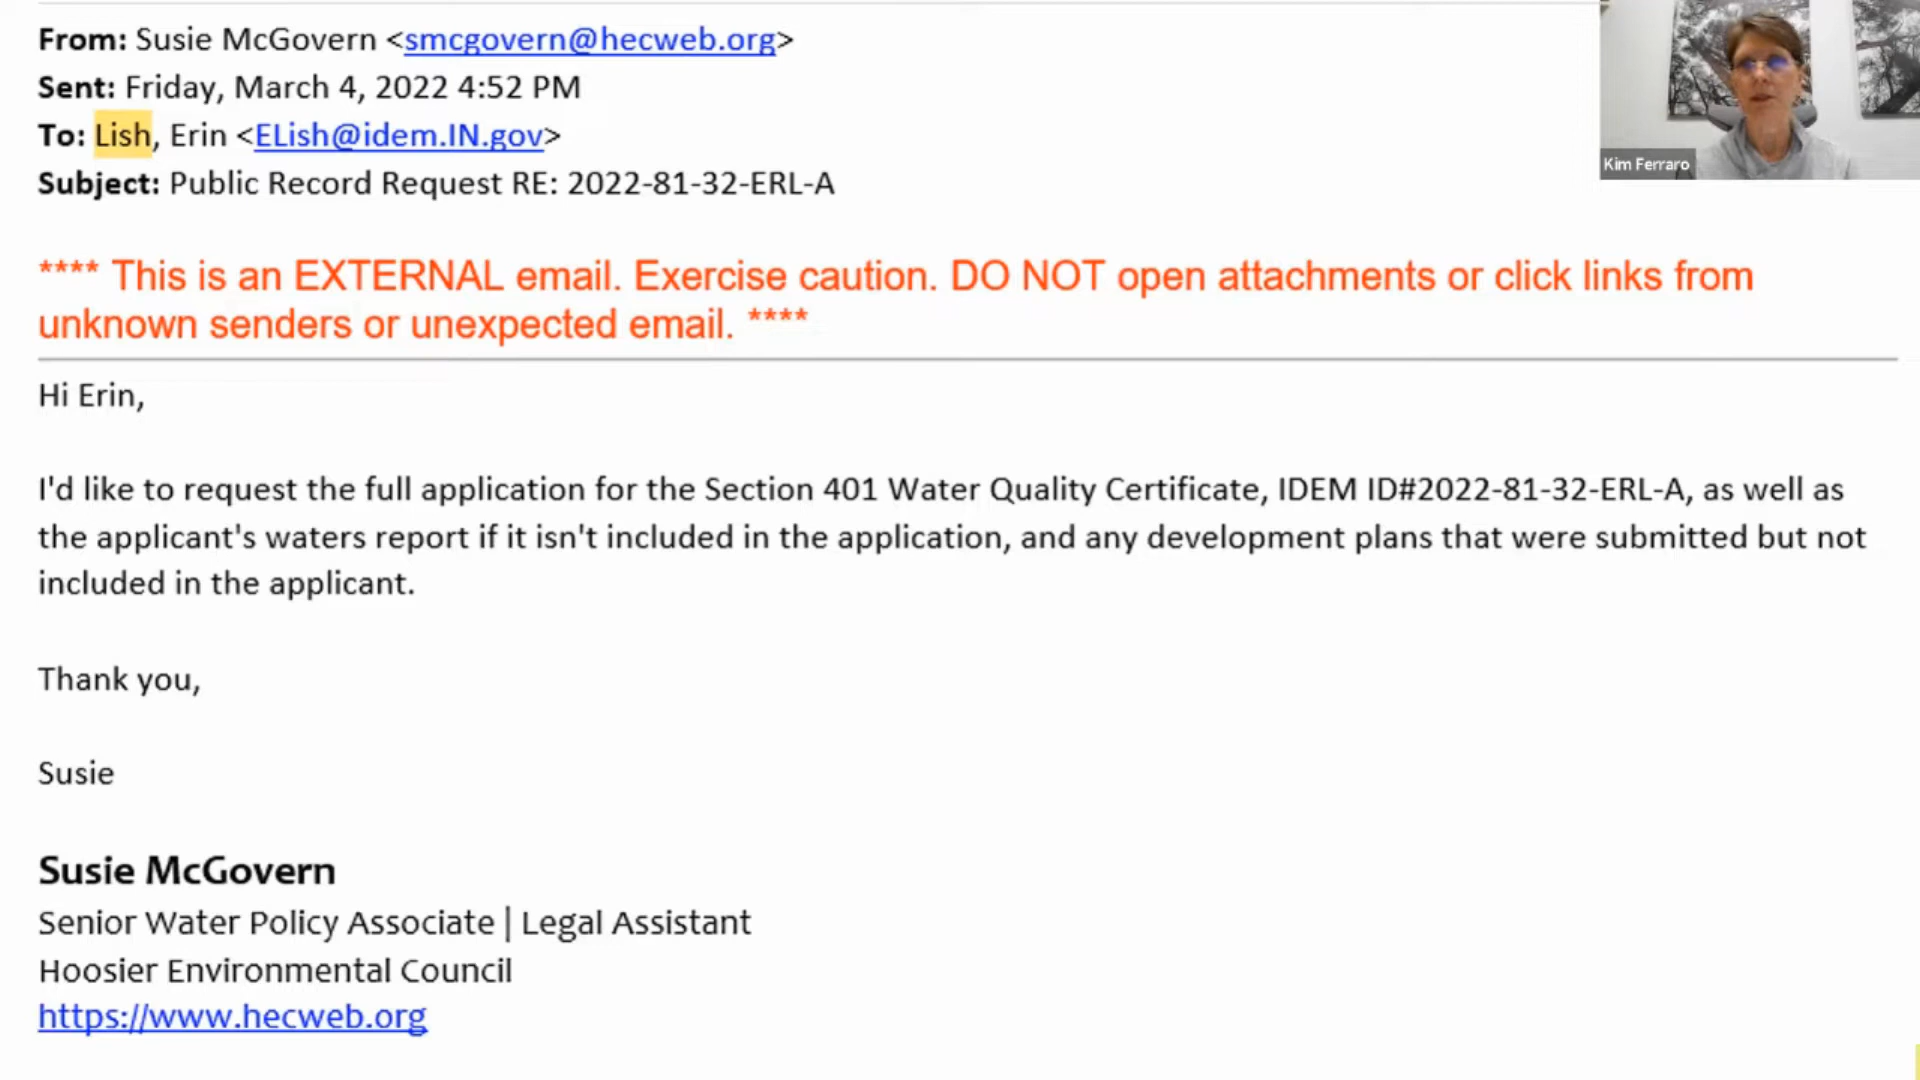 From: Susie McGovern <smcgovern@hecweb.org>
Sent: Friday, March 4, 2022 4:52 PM
To: Lish, Erin <ELish@idem.IN.gov>
Subject: Public Record Request RE: 2022-81-32-ERL-A
Kim Ferraro
**** This is an EXTERNAL email. Exercise caution. DO NOT open attachments or click links from
unknown senders or unexpected email. ****
Hi Erin,
I'd like to request the full application for the Section 401 Water Quality Certificate, IDEM ID#2022-81-32-ERL-A, as well as
the applicant's waters report if it isn't included in the application, and any development plans that were submitted but not
included in the applicant.
Thank you,
Susie
Susie McGovern
Senior Water Policy Associate | Legal Assistant
Hoosier Environmental Council
https://www.hecweb.org